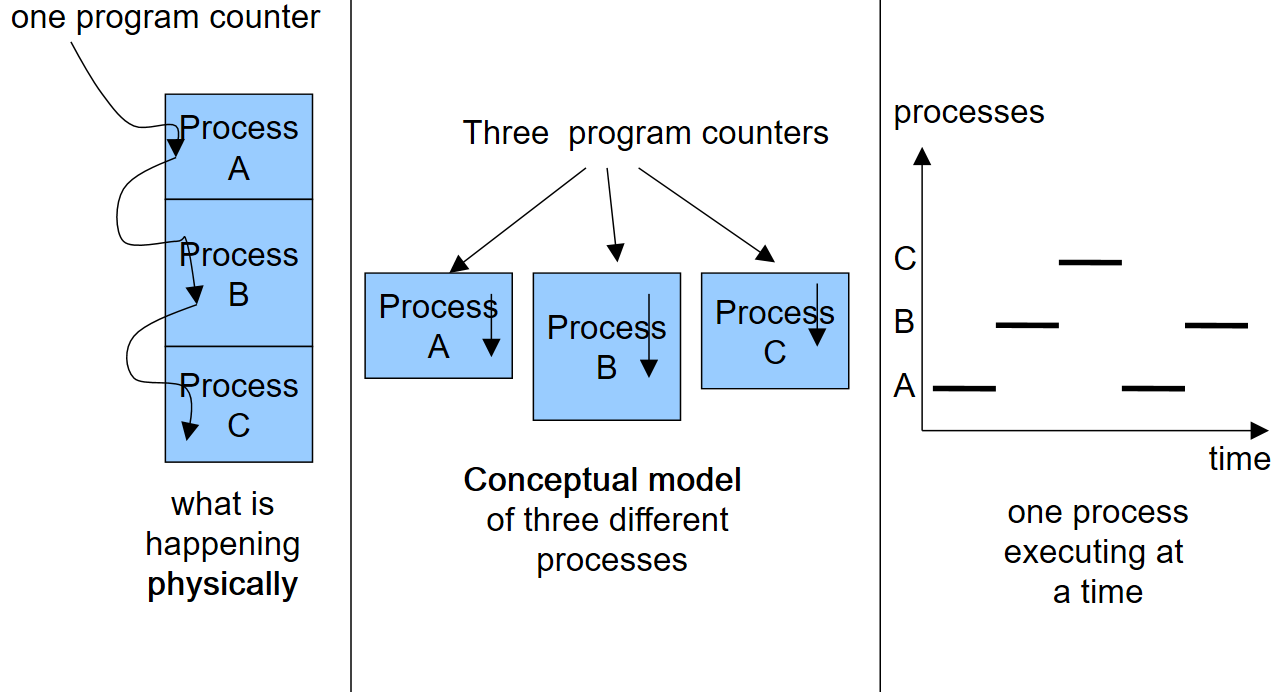 one program counter
Process
A
Process
B
Process
C
what is
happening
physically
Three  program counters
Process
A
Process
B
Process
C
Conceptual model
of three different
processes
processes
C
B
A
time
one process
executing at
a time